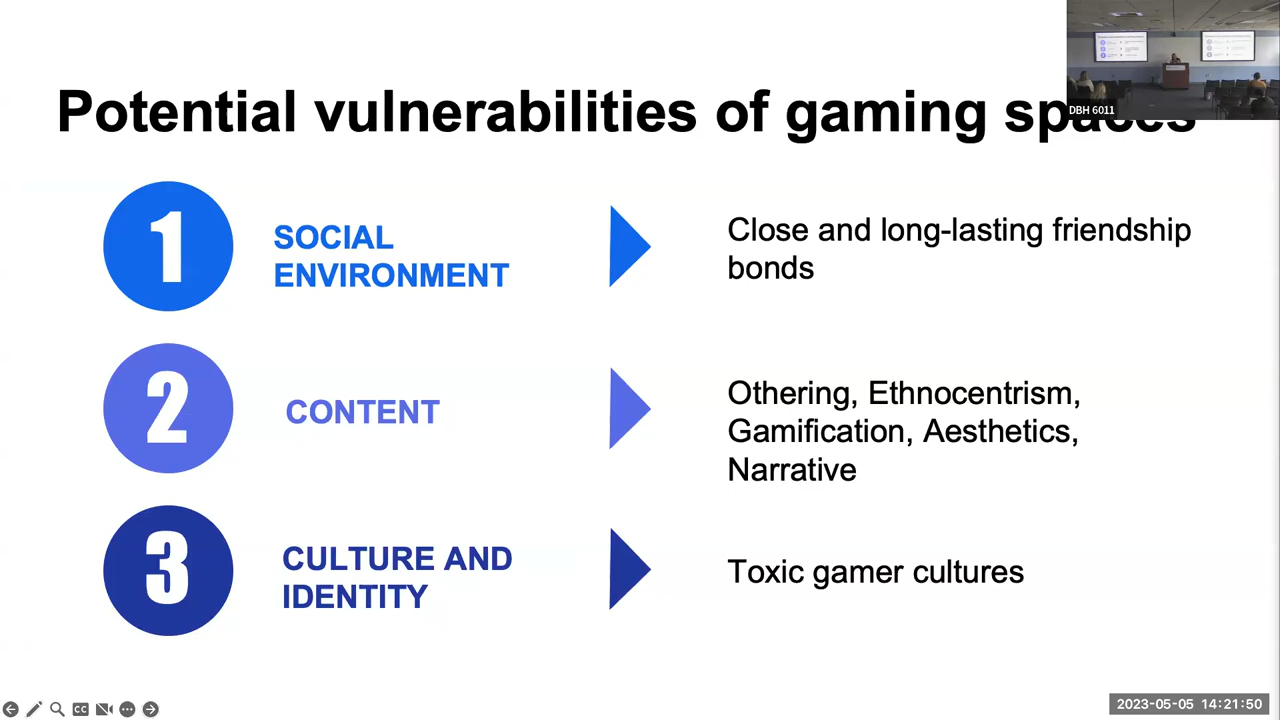 Potential vulnerabilities of gaming spaces
DBH 6011
1
SOCIAL
ENVIRONMENT
Close and long-lasting friendship
bonds
2
CONTENT
Othering, Ethnocentrism,
Gamification, Aesthetics,
Narrative
3
CULTURE AND
IDENTITY
Toxic gamer cultures
CC
2023-05-05 14:21:50